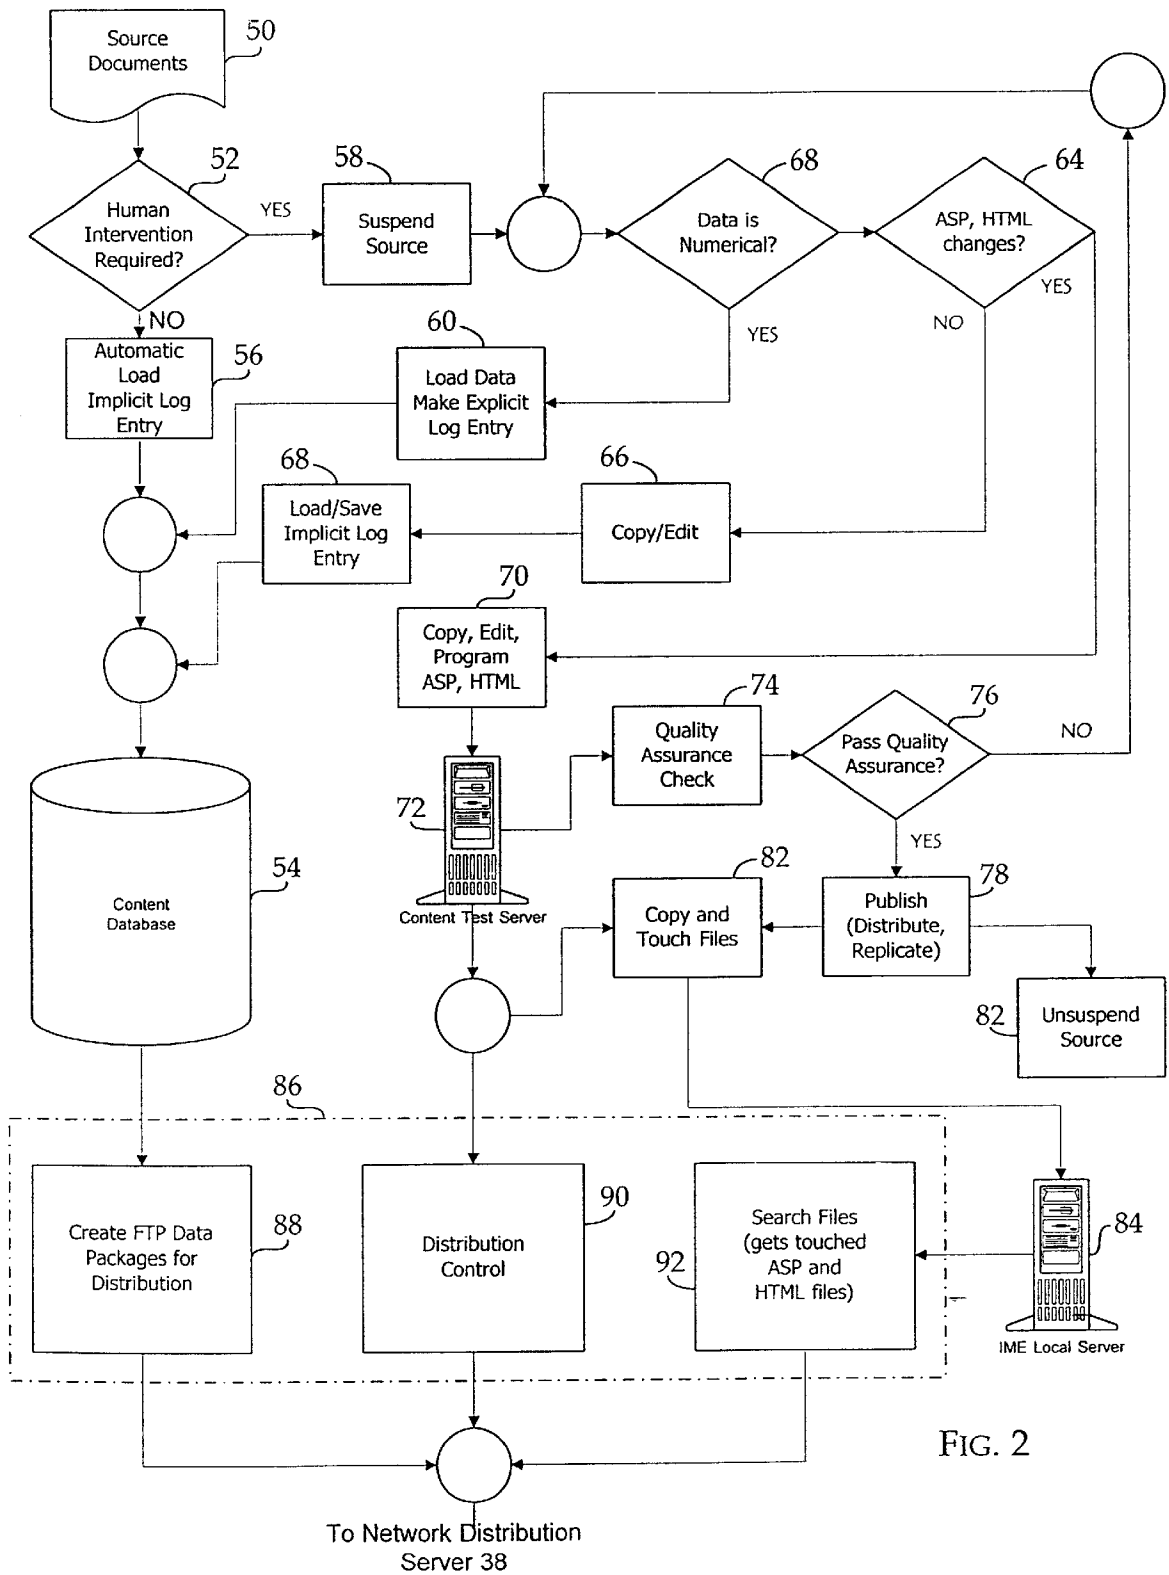 Source
Documents
50
Human
Intervention
Required?
52
YES
58
Suspend
Source
Data is
Numerical?
68
ASP, HTML
changes?
64
YES
NO
YES
NO
Automatic
Load
Implicit Log
Entry
56
60
Load Data
Make Explicit
Log Entry
68
Load/Save
Implicit Log
Entry
66
Copy/Edit
70
Copy, Edit,
Program
ASP, HTML
74
Quality
Assurance
Check
76
Pass Quality
Assurance?
NO
YES
72
Content Test Server
54
Content
Database
82
Copy and
Touch Files
78
Publish
(Distribute,
Replicate)
82
Unsuspend
Source
86
Create FTP Data
Packages for
Distribution
88
Distribution
Control
90
Search Files
(gets touched
ASP and
HTML files)
92
84
IME Local Server
FIG. 2
To Network Distribution
Server 38